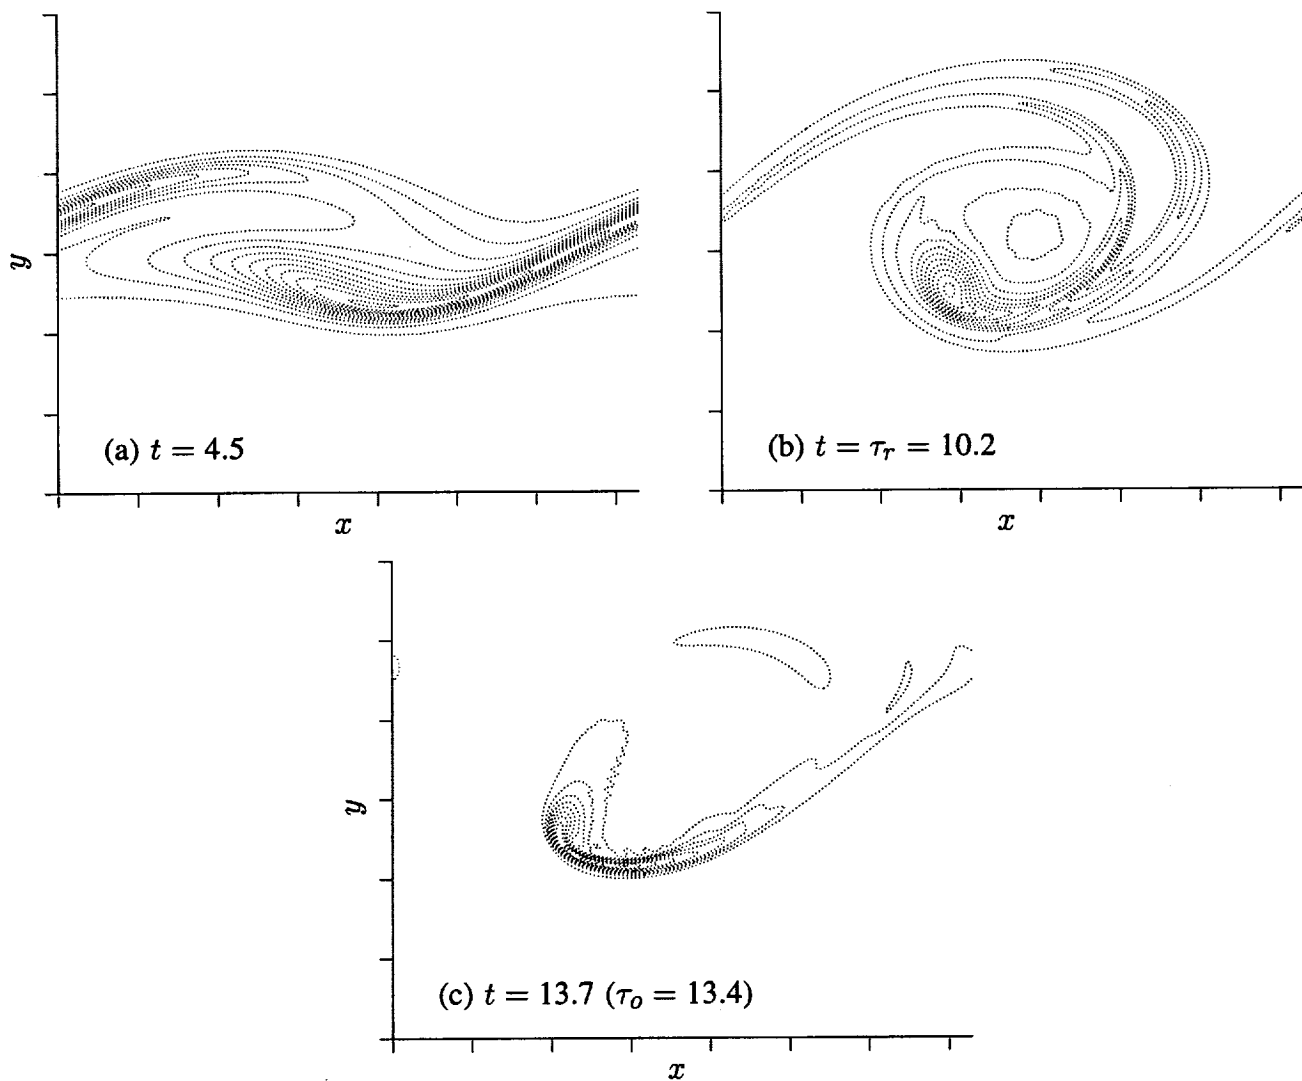 y
(a) t = 4.5
x
(b) t = τr = 10.2
x
y
(c) t = 13.7 (τo = 13.4)
x